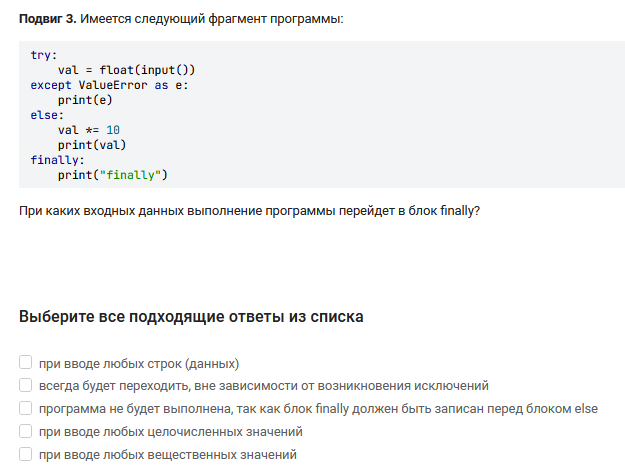 Подвиг 3. Имеется следующий фрагмент программы:
try:
    val = float(input())
except ValueError as e:
    print(e)
else:
    val *= 10
    print(val)
finally:
    print("finally")
При каких входных данных выполнение программы перейдет в блок finally?
Выберите все подходящие ответы из списка
при вводе любых строк (данных)
всегда будет переходить, вне зависимости от возникновения исключений
программа не будет выполнена, так как блок finally должен быть записан перед блоком else
при вводе любых целочисленных значений
при вводе любых вещественных значений